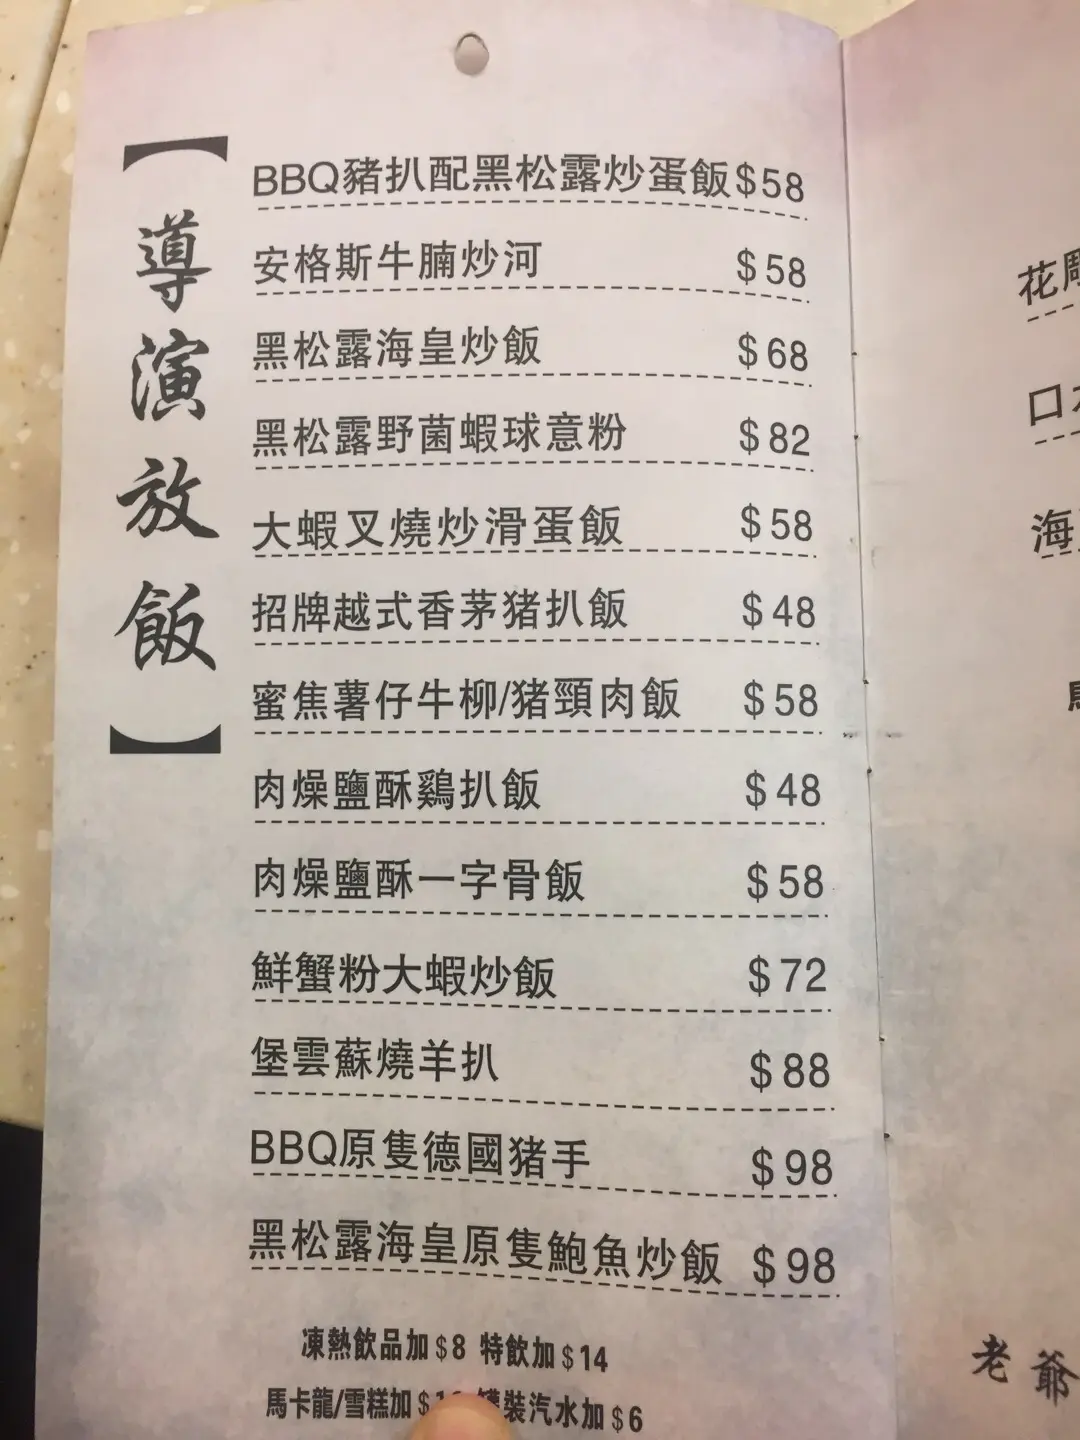 【導演放飯】
BBQ豬扒配黑松露炒蛋飯$58
安格斯牛腩炒河 $58
黑松露海皇炒飯 $68
黑松露野菌蝦球意粉 $82
大蝦叉燒炒滑蛋飯 $58
招牌越式香茅猪扒飯 $48
蜜焦薯仔牛柳/猪頸肉飯 $58
肉燥鹽酥鷄扒飯 $48
肉燥鹽酥一字骨飯 $58
鮮蟹粉大蝦炒飯 $72
堡雲蘇燒羊扒 $88
BBQ原隻德國猪手 $98
黑松露海皇原隻鮑魚炒飯 $98
凍熱飲品加$8 特飲加$14
馬卡龍/雪糕加$ 裝汽水加$6
花
口
海
老爺